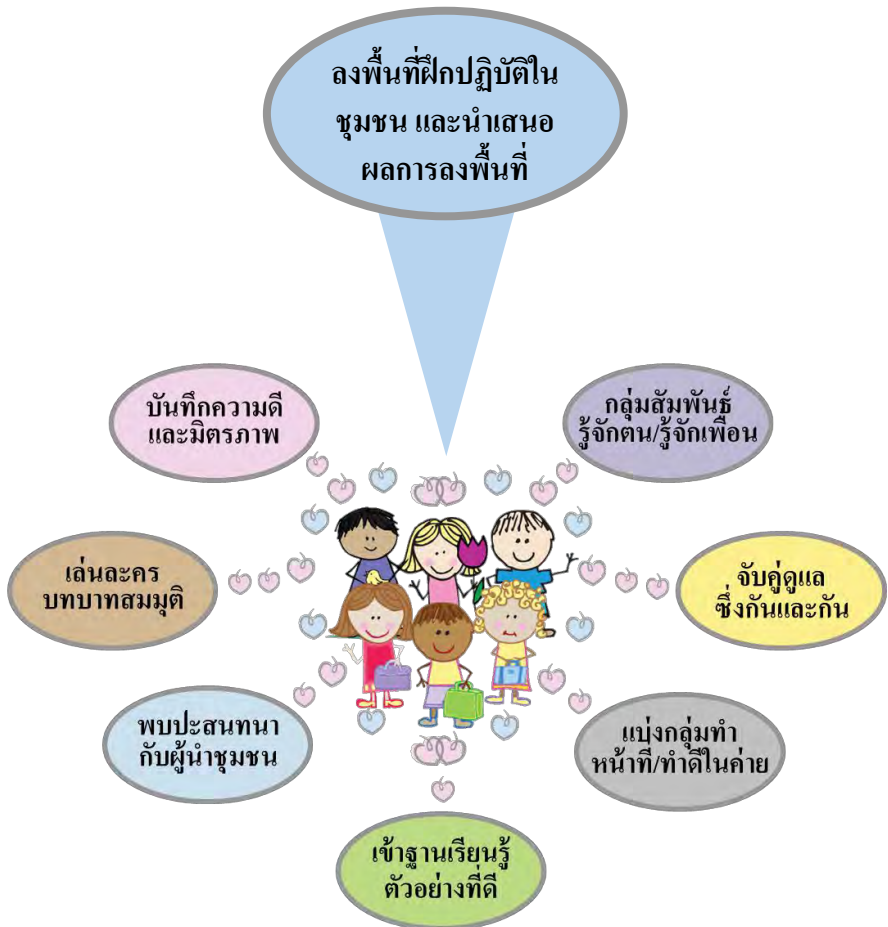 ลงพื้นที่ฝึกปฏิบัติใน
ชุมชน และนำเสนอ
ผลการลงพื้นที่
บันทึกความดี
และมิตรภาพ
กลุ่มสัมพันธ์
รู้จักตน/รู้จักเพื่อน
เล่นละคร
บทบาทสมมุติ
จับคู่ดูแล
ซึ่งกันและกัน
พบปะสนทนา
กับผู้นำชุมชน
แบ่งกลุ่มทำ
หน้าที่/ทำดีในค่าย
เข้าฐานเรียนรู้
ตัวอย่างที่ดี